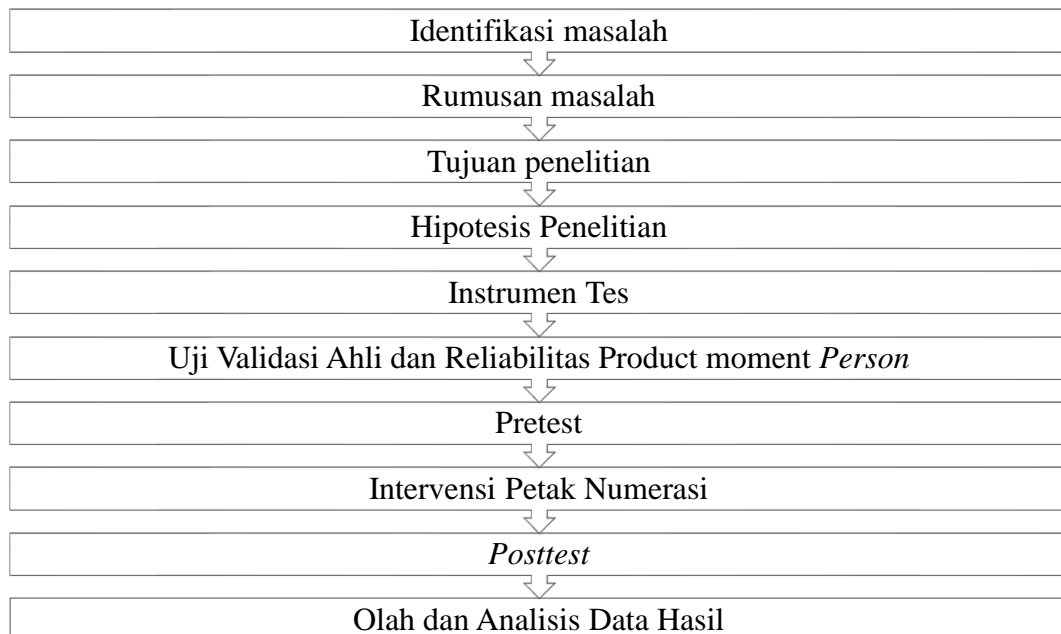 Identifikasi masalah
Rumusan masalah
Tujuan penelitian
Hipotesis Penelitian
Instrumen Tes
Uji Validasi Ahli dan Reliabilitas Product moment Person
Pretest
Intervensi Petak Numerasi
Posttest
Olah dan Analisis Data Hasil